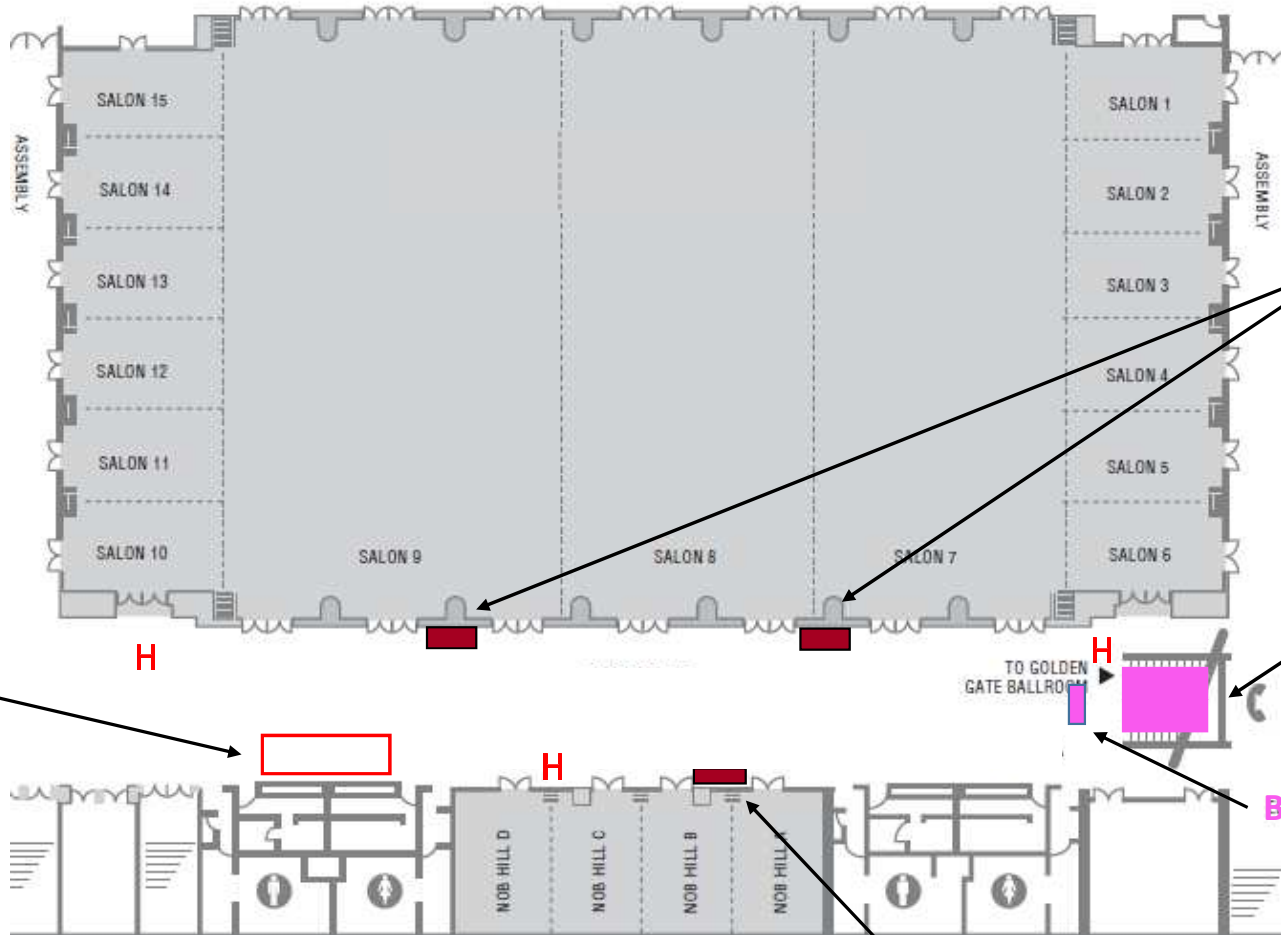 SALON 15
SALON 1
ASSEMBLY
ASSEMBLY
SALON 14
SALON 2
SALON 13
SALON 3
SALON 12
SALON 4
SALON 11
SALON 5
SALON 10
SALON 9
SALON 8
SALON 7
SALON 6
H
H
TO GOLDEN
GATE BALLROOM
H
B
NOB HILL D
NOB HILL C
NOB HILL B
NOB HILL A